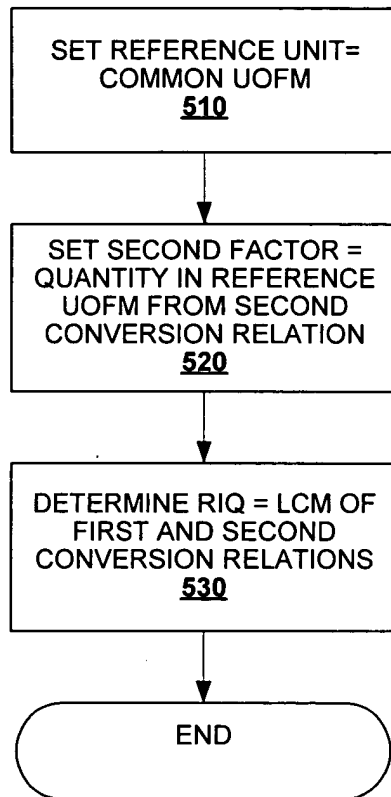 SET REFERENCE UNIT=
COMMON UOFM
510
SET SECOND FACTOR =
QUANTITY IN REFERENCE
UOFM FROM SECOND
CONVERSION RELATION
520
DETERMINE RIQ = LCM OF
FIRST AND SECOND
CONVERSION RELATIONS
530
END